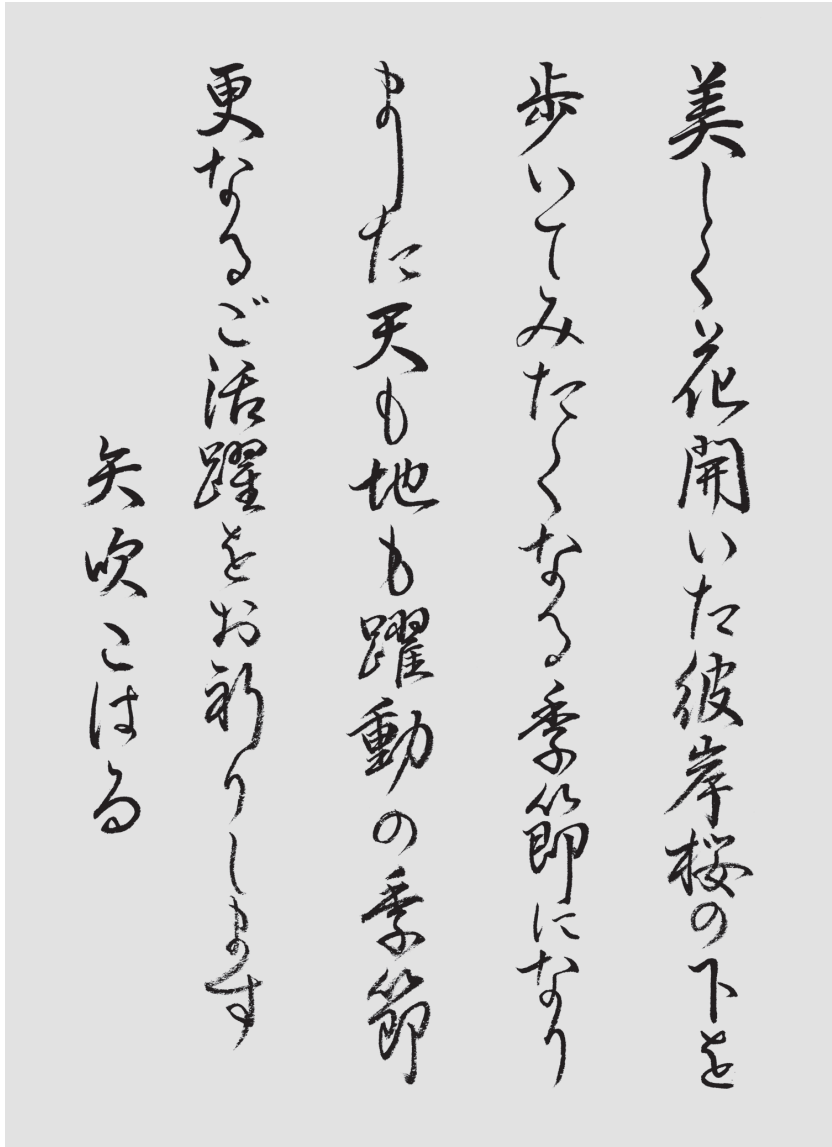 美しく花開いた彼岸桜の下を
歩いてみたくなる季節になり
ました天も地も躍動の季節
更なるご活躍をお祈りします
矢吹こはる